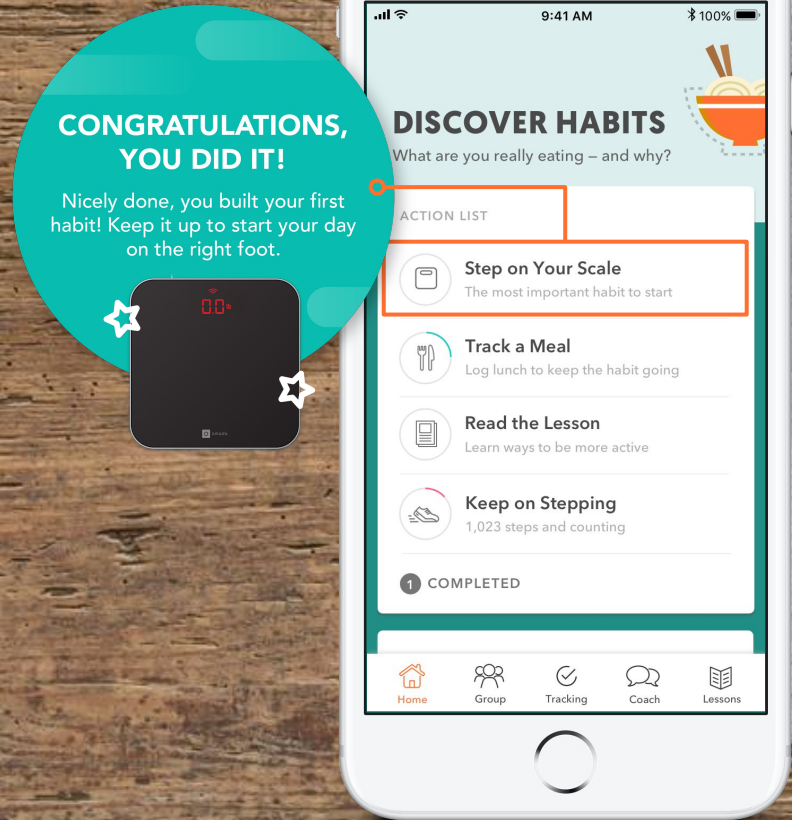 CONGRATULATIONS,
YOU DID IT!
Nicely done, you built your first
habit! Keep it up to start your day
on the right foot.
0.0
9:41 AM
100%
DISCOVER HABITS
What are you really eating – and why?
ACTION LIST
Step on Your Scale
The most important habit to start
Track a Meal
Log lunch to keep the habit going
Read the Lesson
Learn ways to be more active
Keep on Stepping
1,023 steps and counting
1 COMPLETED
Home Group Tracking Coach Lessons